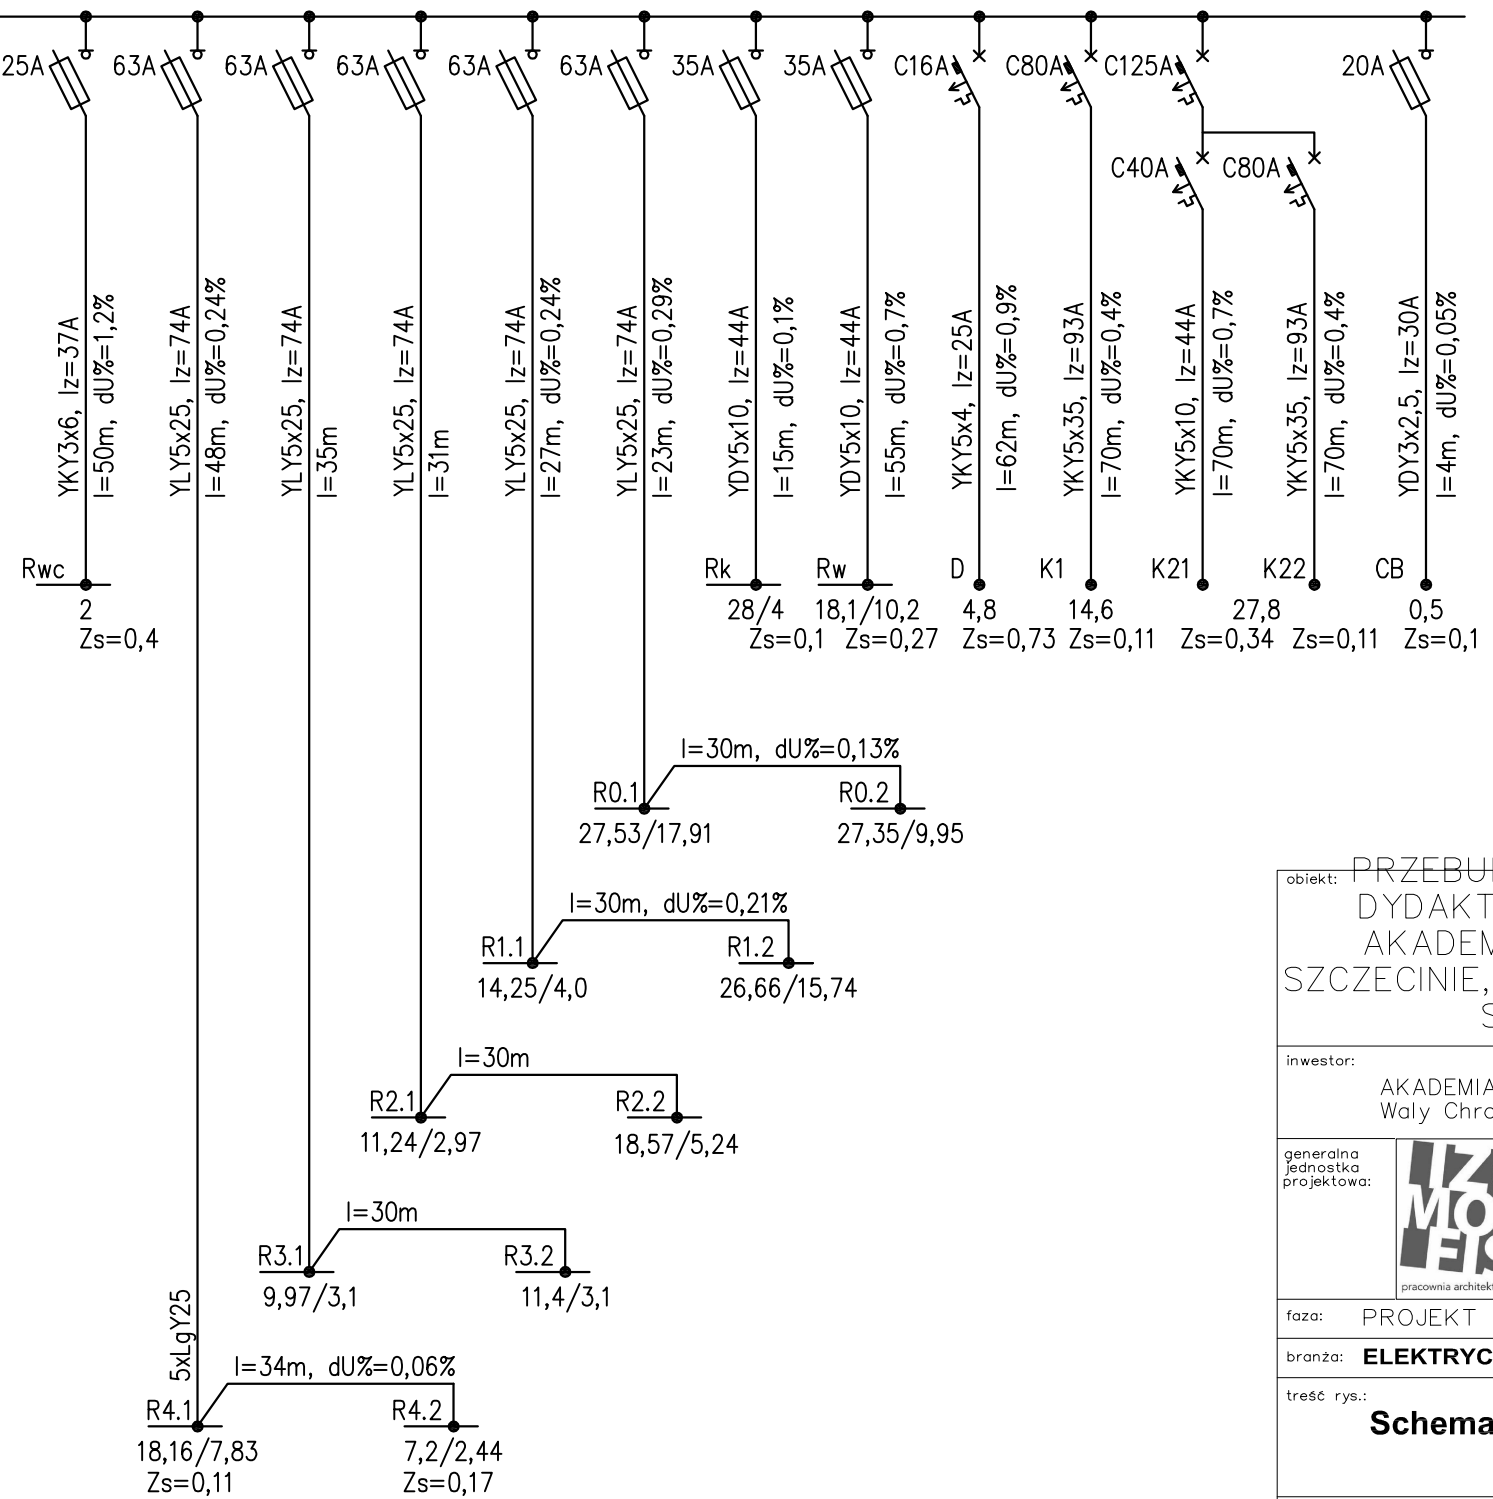 25A
63A
63A
63A
63A
63A
35A
35A
C16A
C80A
C125A
20A
C40A
C80A
YKY3x6, Iz=37A
l=50m, dU%=1,2%
YLY5x25, Iz=74A
l=48m, dU%=0,24%
YLY5x25, Iz=74A
l=35m
YLY5x25, Iz=74A
l=31m
YLY5x25, Iz=74A
l=27m, dU%=0,24%
YLY5x25, Iz=74A
l=23m, dU%=0,29%
YDY5x10, Iz=44A
l=15m, dU%=0,1%
YDY5x10, Iz=44A
l=55m, dU%=0,7%
YKY5x4, Iz=25A
l=62m, dU%=0,9%
YKY5x35, Iz=93A
l=70m, dU%=0,4%
YKY5x10, Iz=44A
l=70m, dU%=0,7%
YKY5x35, Iz=93A
l=70m, dU%=0,4%
YDY3x2,5, Iz=30A
l=4m, dU%=0,05%
Rwc
2
Zs=0,4
Rk
28/4
Zs=0,1
Rw
18,1/10,2
Zs=0,27
D
4,8
Zs=0,73
K1
14,6
Zs=0,11
K21
K22
27,8
Zs=0,34
Zs=0,11
CB
0,5
Zs=0,1
l=30m, dU%=0,13%
R0.1
R0.2
27,53/17,91
27,35/9,95
l=30m, dU%=0,21%
R1.1
R1.2
14,25/4,0
26,66/15,74
l=30m
R2.1
R2.2
11,24/2,97
18,57/5,24
l=30m
R3.1
R3.2
9,97/3,1
11,4/3,1
5xLgY25
l=34m, dU%=0,06%
R4.1
R4.2
18,16/7,83
7,2/2,44
Zs=0,11
Zs=0,17
obiekt:
PRZEBU
DYDAKT
AKADEM
SZCZECINIE,
S
inwestor:
AKADEMIA
Waly Chro
generalna
jednostka
projektowa:
IZ
MO
FIS
pracownia architekt
faza: PROJEKT
branża: ELEKTRYC
treść rys.:
Schema